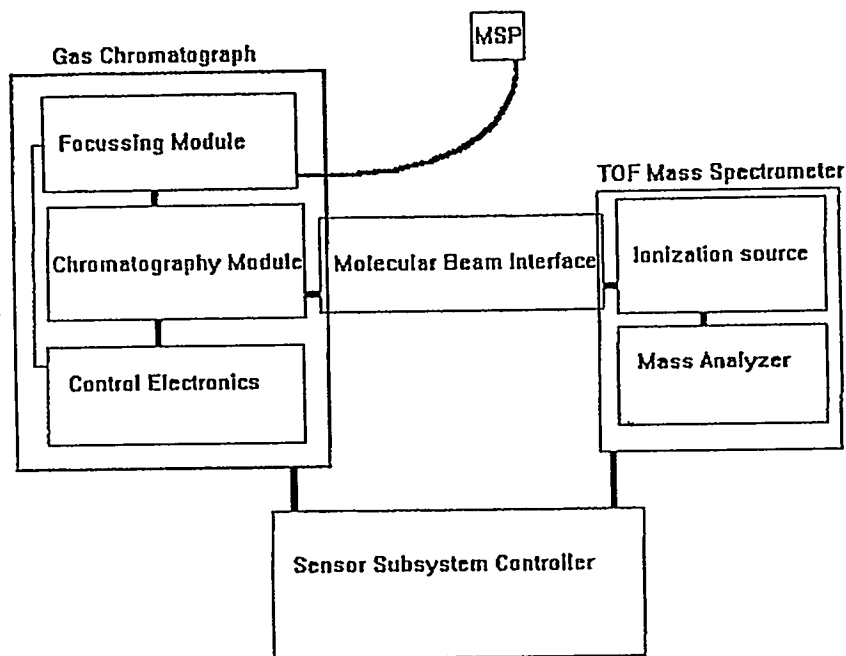 MSP
Gas Chromatograph
Focussing Module
TOF Mass Spectrometer
Chromatography Module
Molecular Beam Interface
Ionization source
Control Electronics
Mass Analyzer
Sensor Subsystem Controller